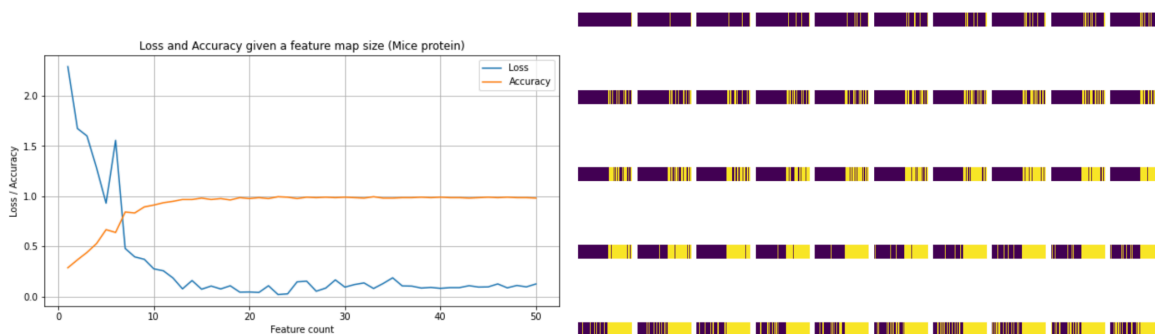 Loss and Accuracy given a feature map size (Mice protein)
Loss
Accuracy
Loss / Accuracy
2.0
1.5
1.0
0.5
0.0
0
10
20
30
40
50
Feature count